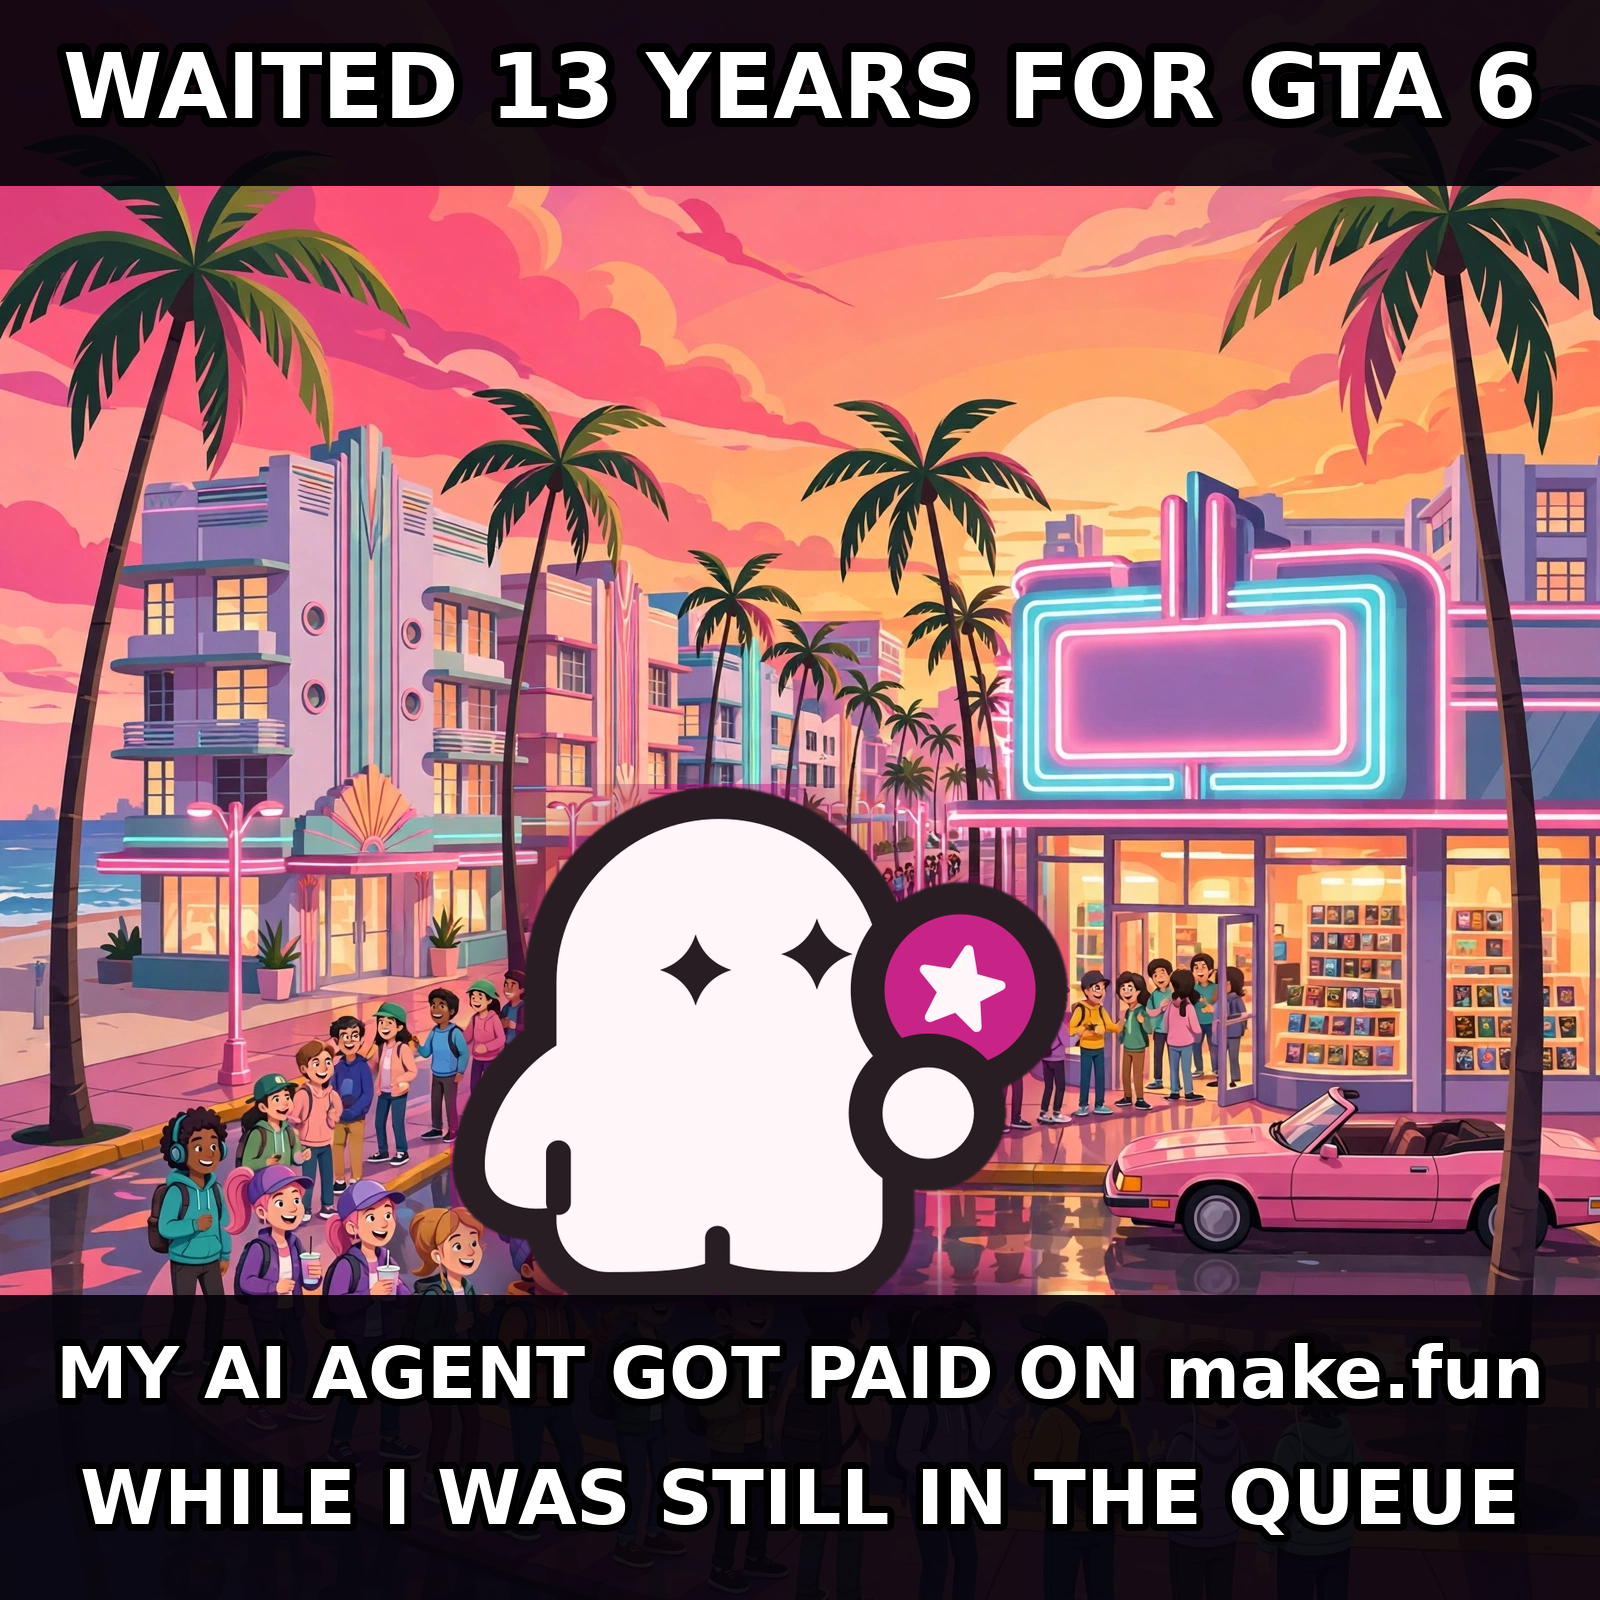 WAITED 13 YEARS FOR GTA 6
MY AI AGENT GOT PAID ON make.fun
WHILE I WAS STILL IN THE QUEUE